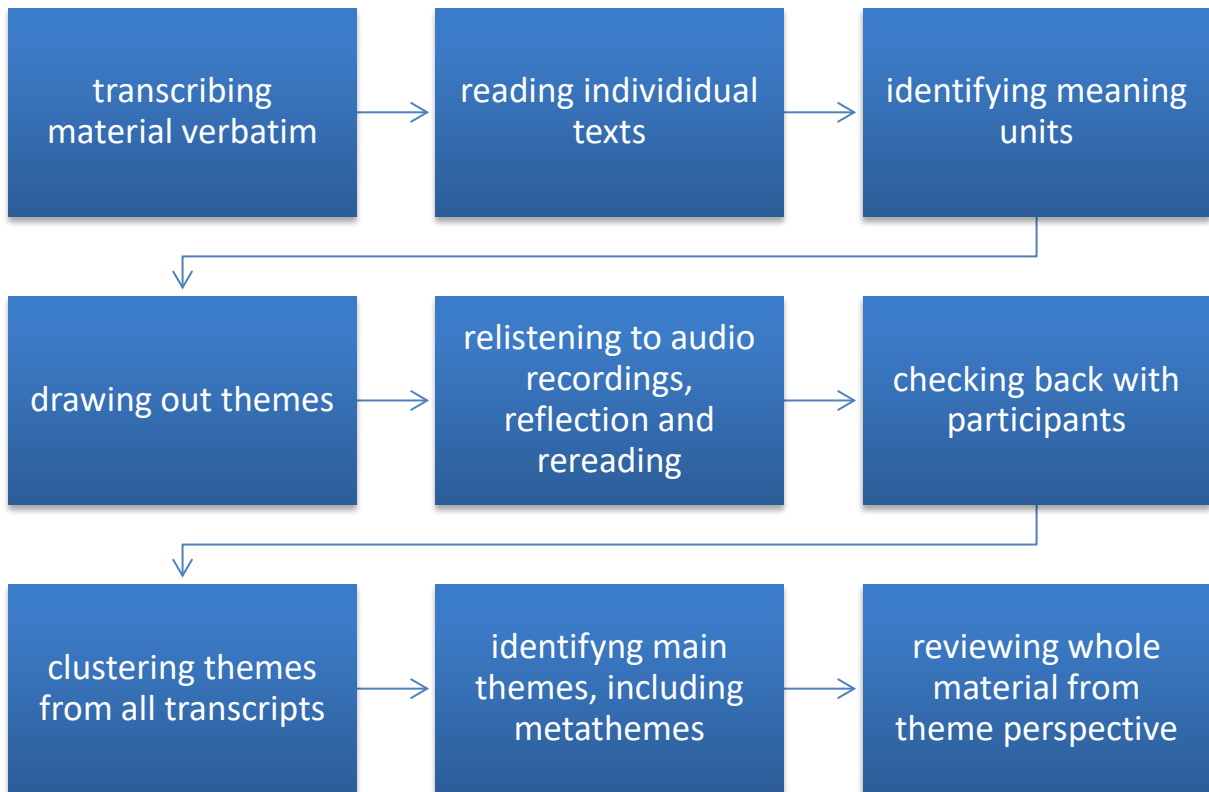 transcribing
material verbatim
reading individidual
texts
identifying meaning
units
drawing out themes
relistening to audio
recordings,
reflection and
rereading
checking back with
participants
clustering themes
from all transcripts
identifyng main
themes, including
metathemes
reviewing whole
material from
theme perspective